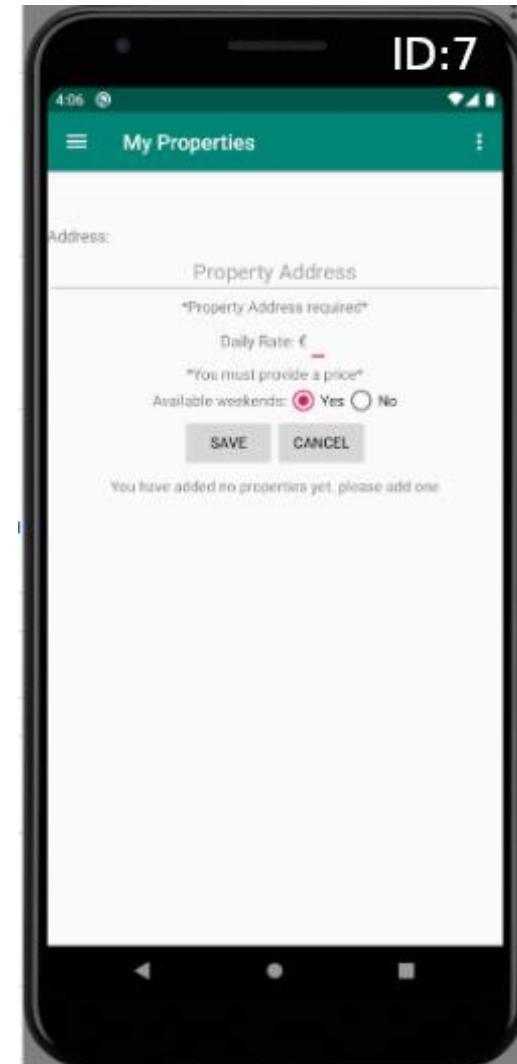 ID:7
4:06
My Properties
Address:
Property Address
*Property Address required*
Daily Rate: €
*You must provide a price*
Available weekends: Yes No
SAVE CANCEL
You have added no properties yet, please add one